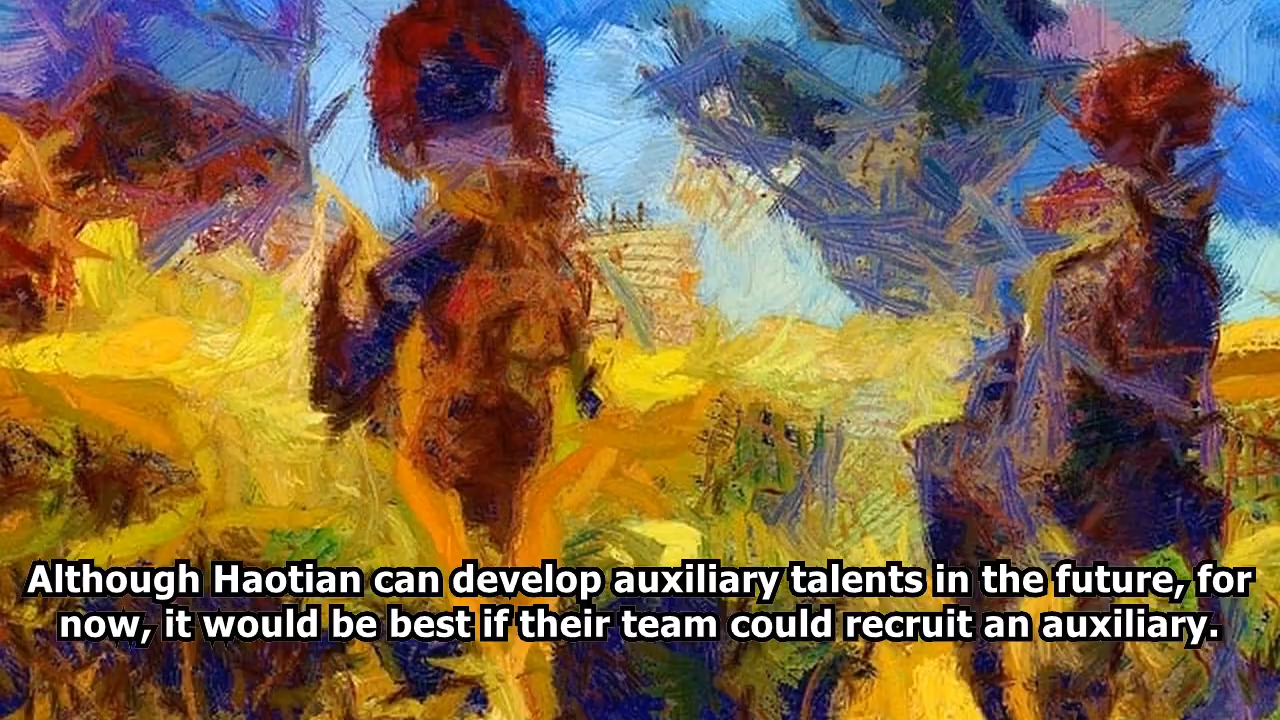 Although Haotian can develop auxiliary talents in the future, for
now, it would be best if their team could recruit an auxiliary.